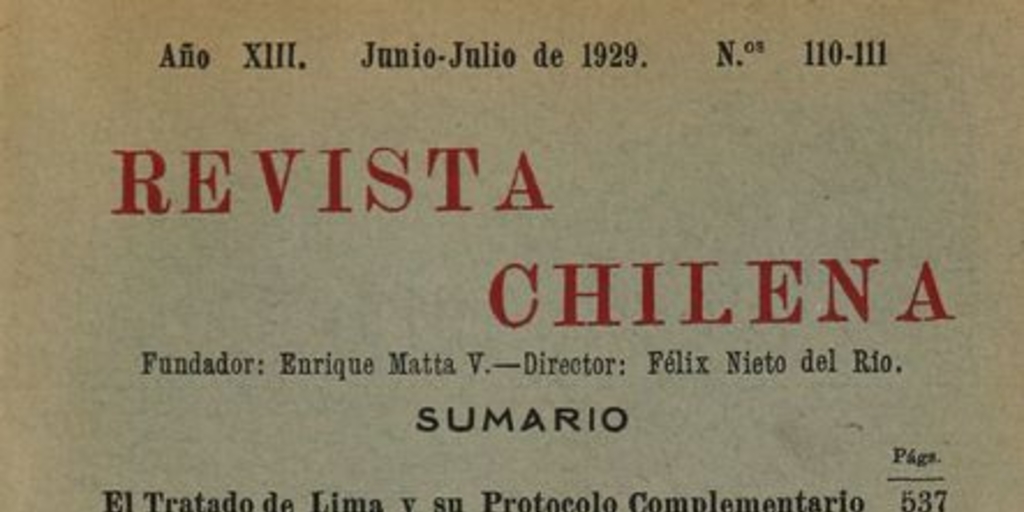 Año XIII. Junio-Julio de 1929. N.ºˢ 110-111
REVISTA
CHILENA
Fundador: Enrique Matta V.—Director: Félix Nieto del Río.
SUMARIO
Págs.
El Tratado de Lima y su Protocolo Complementario 537